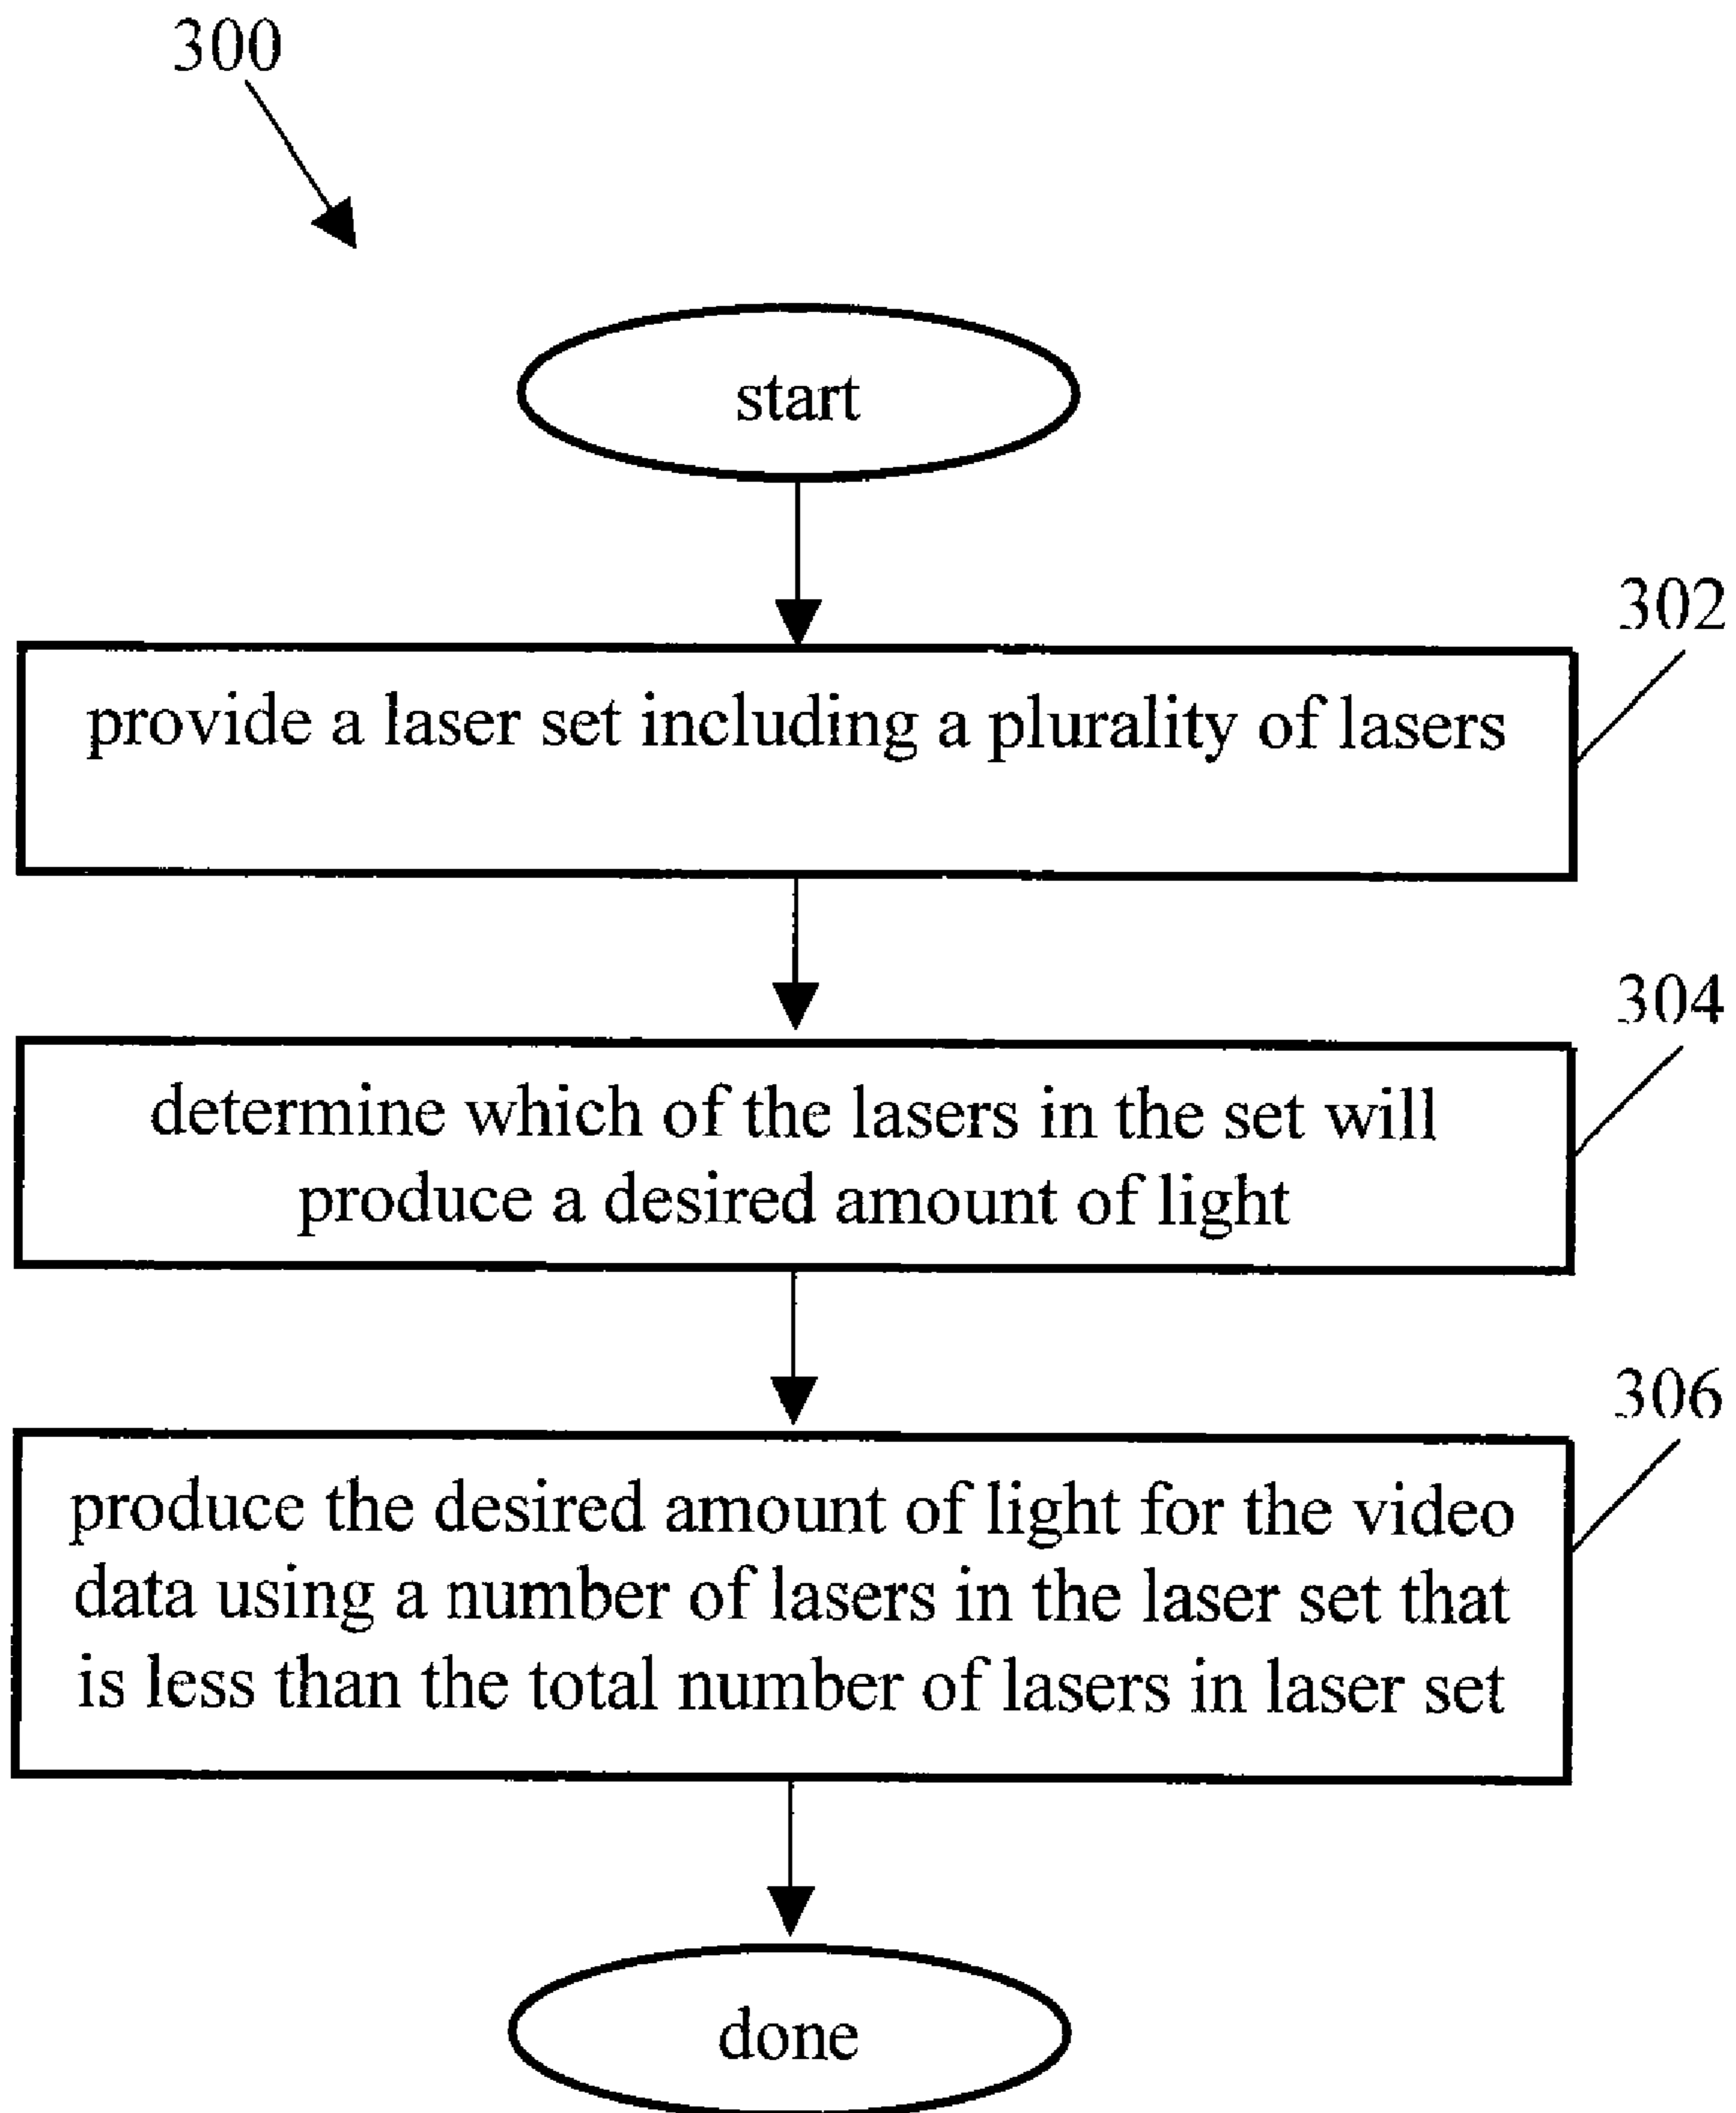 300
start
302
provide a laser set including a plurality of lasers
304
determine which of the lasers in the set will
produce a desired amount of light
306
produce the desired amount of light for the video
data using a number of lasers in the laser set that
is less than the total number of lasers in laser set
done